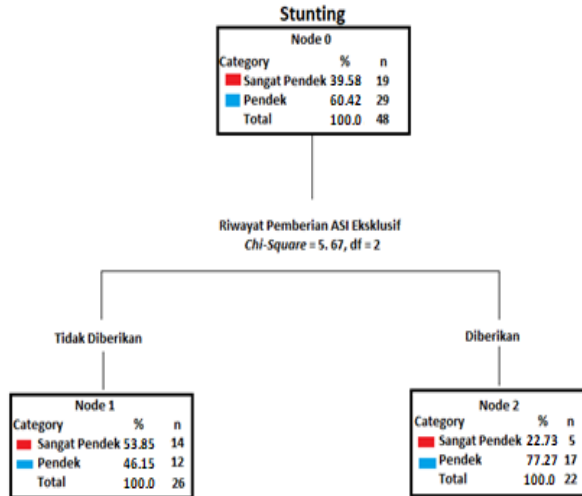 Stunting
Node 0
Category % n
Sangat Pendek 39.58 19
Pendek 60.42 29
Total 100.0 48
Riwayat Pemberian ASI Eksklusif
Chi-Square = 5. 67, df = 2
Tidak Diberikan
Diberikan
Node 1
Category % n
Sangat Pendek 53.85 14
Pendek 46.15 12
Total 100.0 26
Node 2
Category % n
Sangat Pendek 22.73 5
Pendek 77.27 17
Total 100.0 22